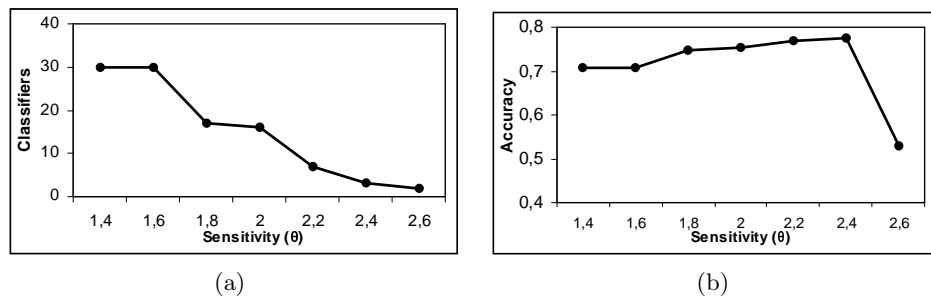 40
30
20
10
0
Classifiers
1,4 1,6 1,8 2 2,2 2,4 2,6
Sensitivity (θ)
(a)
0,8
0,7
0,6
0,5
0,4
Accuracy
1,4 1,6 1,8 2 2,2 2,4 2,6
Sensitivity (θ)
(b)